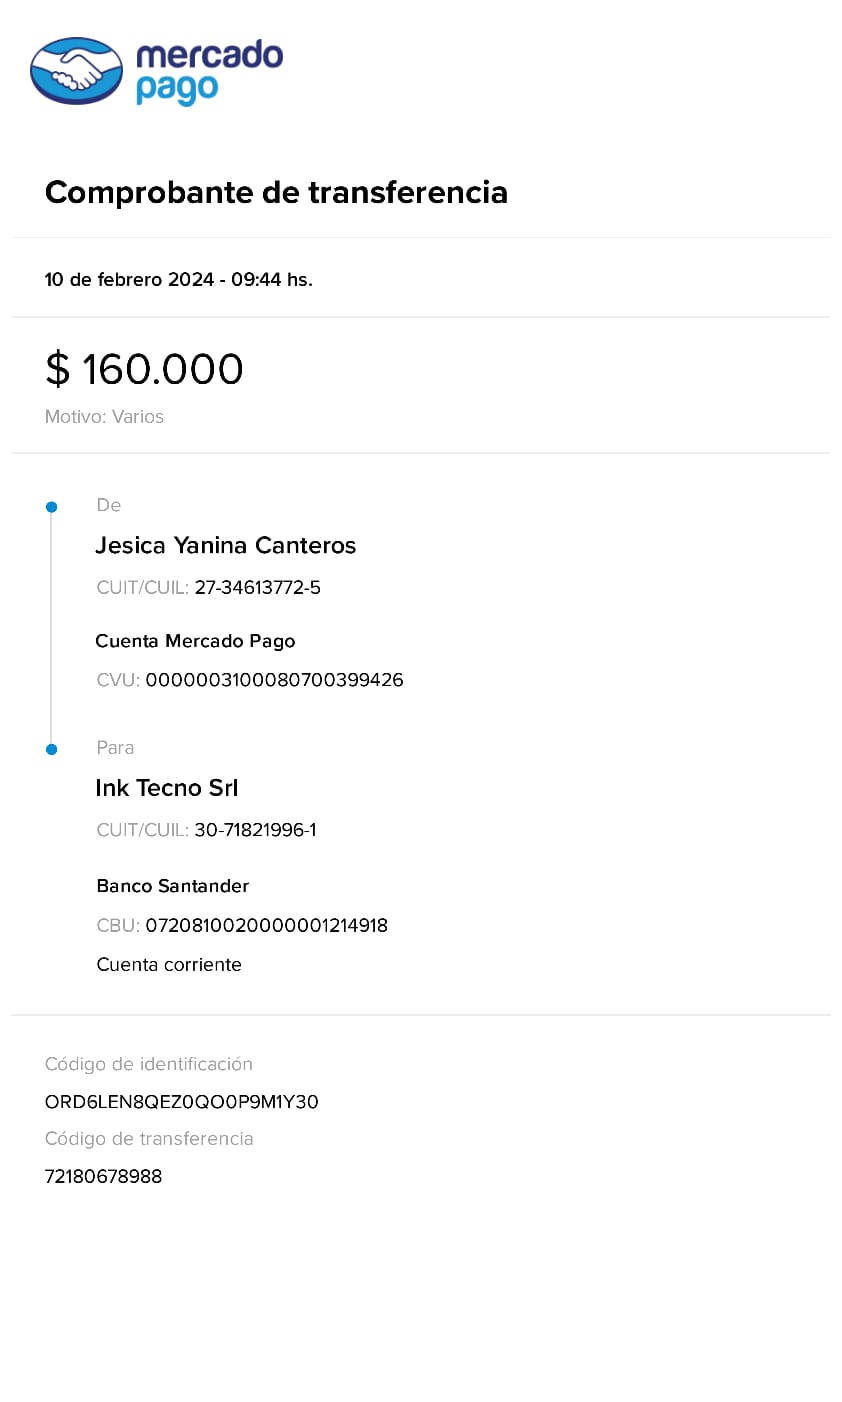 mercado
pago
Comprobante de transferencia
10 de febrero 2024 - 09:44 hs.
$ 160.000
Motivo: Varios
De
Jesica Yanina Canteros
CUIT/CUIL: 27-34613772-5
Cuenta Mercado Pago
CVU: 0000003100080700399426
Para
Ink Tecno Srl
CUIT/CUIL: 30-71821996-1
Banco Santander
CBU: 0720810020000001214918
Cuenta corriente
Código de identificación
ORD6LEN8QEZ0QO0P9M1Y30
Código de transferencia
72180678988